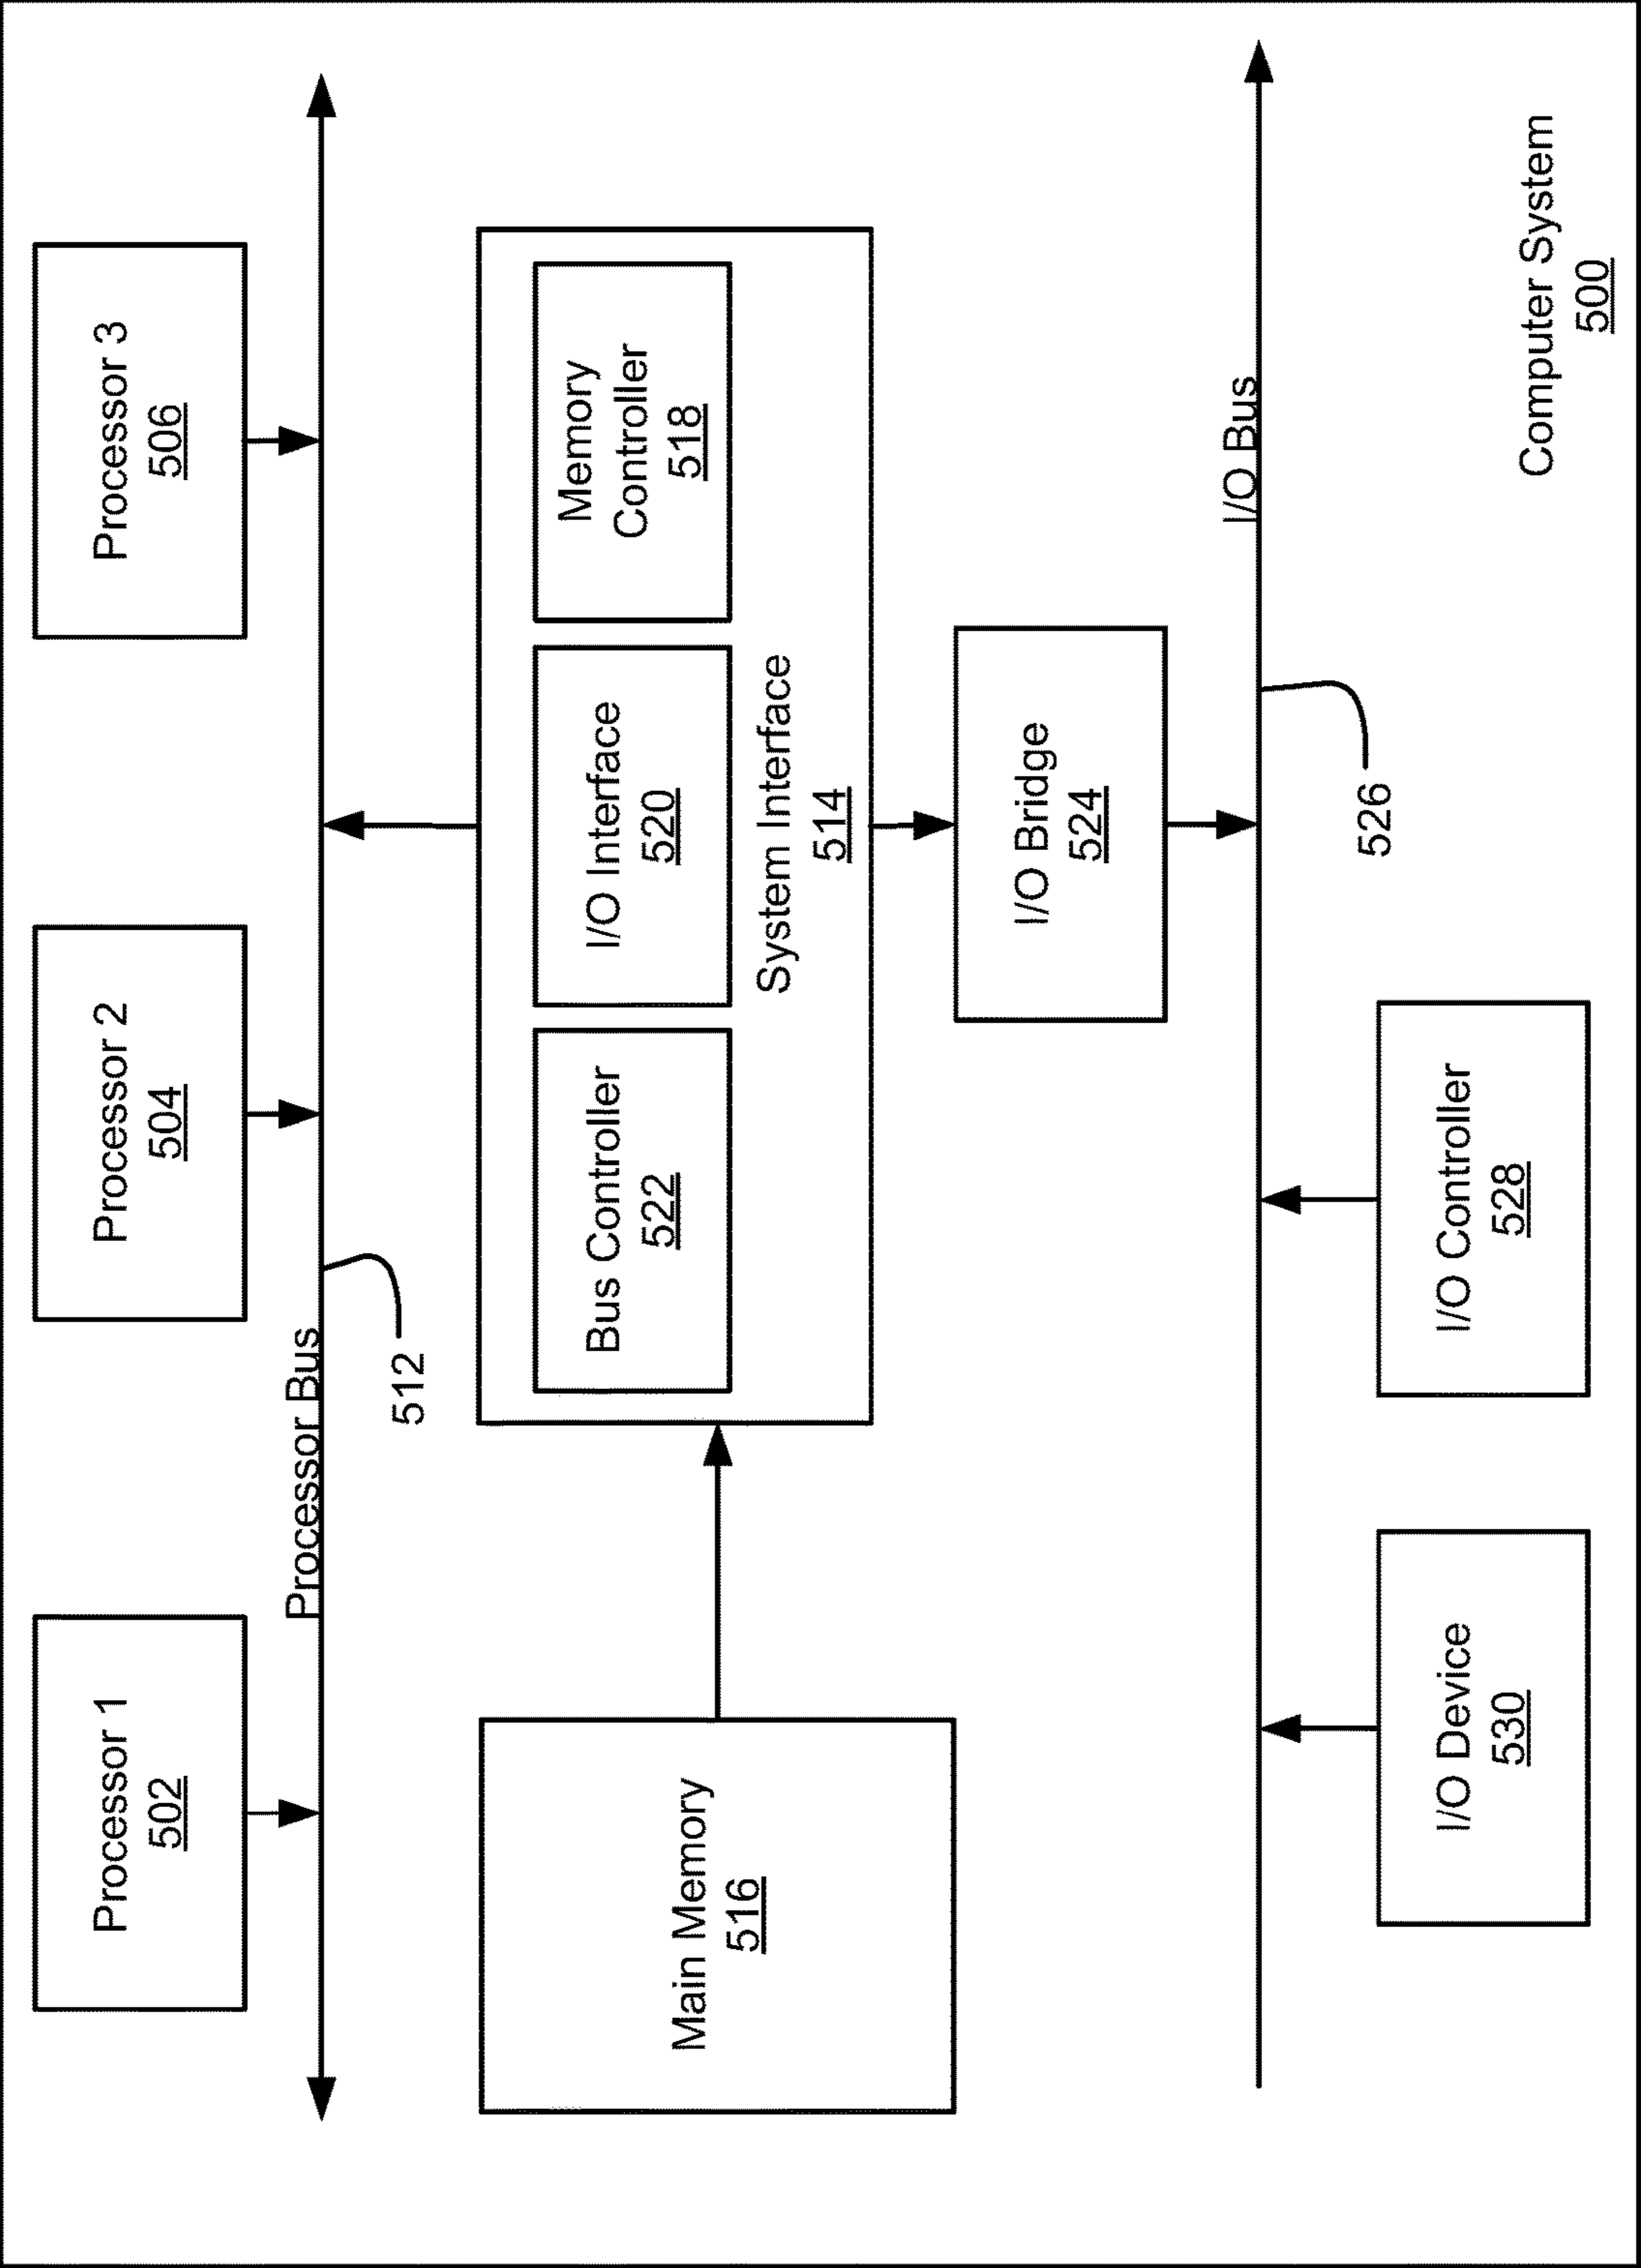 Processor 1
502
Processor 2
504
Processor 3
506
Processor Bus
512
Main Memory
516
Bus Controller
522
I/O Interface
520
Memory
Controller
518
System Interface
514
I/O Bridge
524
I/O Bus
526
I/O Device
530
I/O Controller
528
Computer System
500